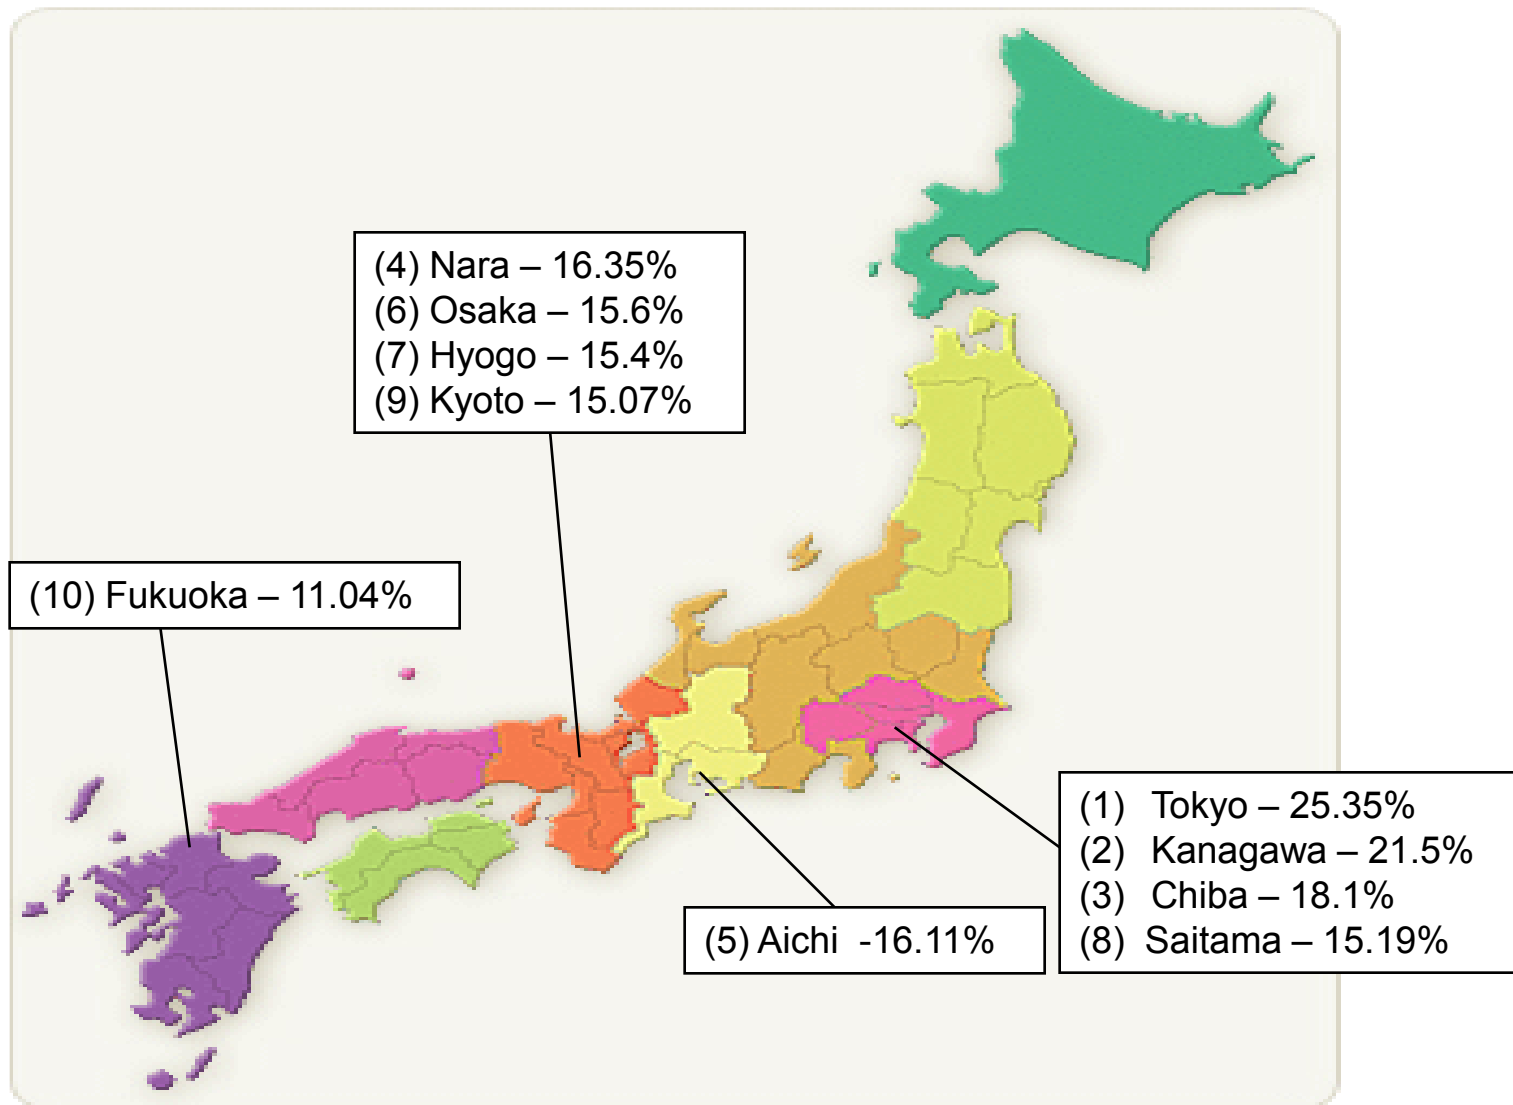 (4) Nara – 16.35%
(6) Osaka – 15.6%
(7) Hyogo – 15.4%
(9) Kyoto – 15.07%
(10) Fukuoka – 11.04%
(1) Tokyo – 25.35%
(2) Kanagawa – 21.5%
(3) Chiba – 18.1%
(8) Saitama – 15.19%
(5) Aichi -16.11%